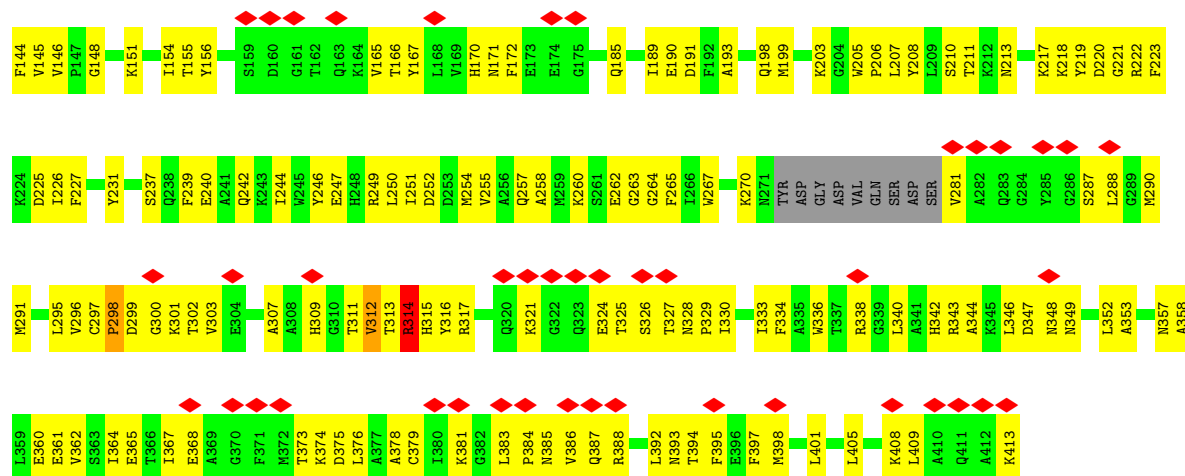 F144 V145 V146 P147 G148 K151 I154 T155 Y156 S159 D160 G161 T162 Q163 K164 V165 T166 Y167 L168 V169 H170 N171 F172 E173 E174 G175 Q185 I189 E190 D191 F192 A193 Q198 M199 K203 G204 W205 P206 L207 Y208 L209 S210 T211 K212 N213 K217 K218 Y219 D220 G221 R222 F223
K224 D225 I226 F227 Y231 S237 Q238 F239 E240 A241 Q242 K243 I244 W245 Y246 E247 H248 R249 L250 I251 D252 D253 M254 V255 A256 Q257 A258 M259 K260 S261 E262 G263 G264 F265 I266 W267 K270 N271 TYR ASP GLY ASP VAL GLN SER ASP SER V281 A282 Q283 G284 Y285 G286 S287 L288 G289 M290
M291 L295 V296 C297 P298 D299 G300 K301 T302 V303 E304 A307 A308 H309 G310 T311 V312 T313 R314 H315 Y316 R317 Q320 K321 G322 Q323 E324 T325 S326 T327 N328 P329 I330 I333 F334 A335 W336 T337 R338 G339 L340 A341 H342 R343 A344 K345 L346 D347 N348 N349 L352 A353 N357 A358
L359 E360 E361 V362 S363 I364 E365 T366 I367 E368 A369 G370 F371 M372 T373 K374 D375 L376 A377 A378 C379 I380 K381 G382 L383 P384 N385 V386 Q387 R388 L392 N393 T394 F395 E396 F397 M398 L401 L405 K408 L409 A410 Q411 A412 K413